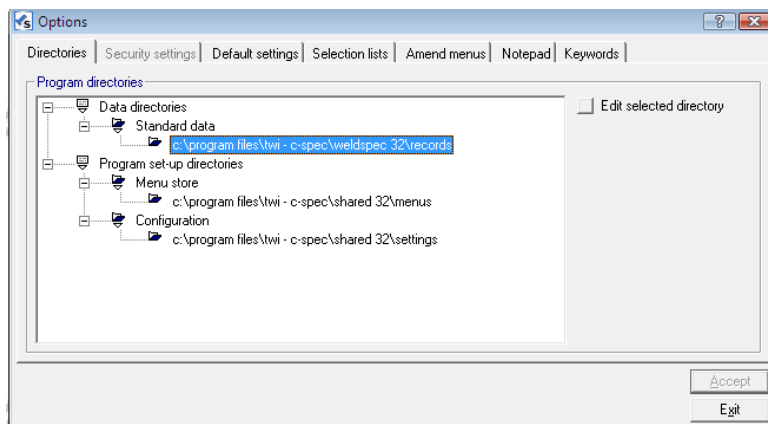 Options
Directories Security settings Default settings Selection lists Amend menus Notepad Keywords
Program directories
Data directories
Edit selected directory
Standard data
c:\program files\twi - c-spec\weldspec 32\records
Program set-up directories
Menu store
c:\program files\twi - c-spec\shared 32\menus
Configuration
c:\program files\twi - c-spec\shared 32\settings
Accept
Exit